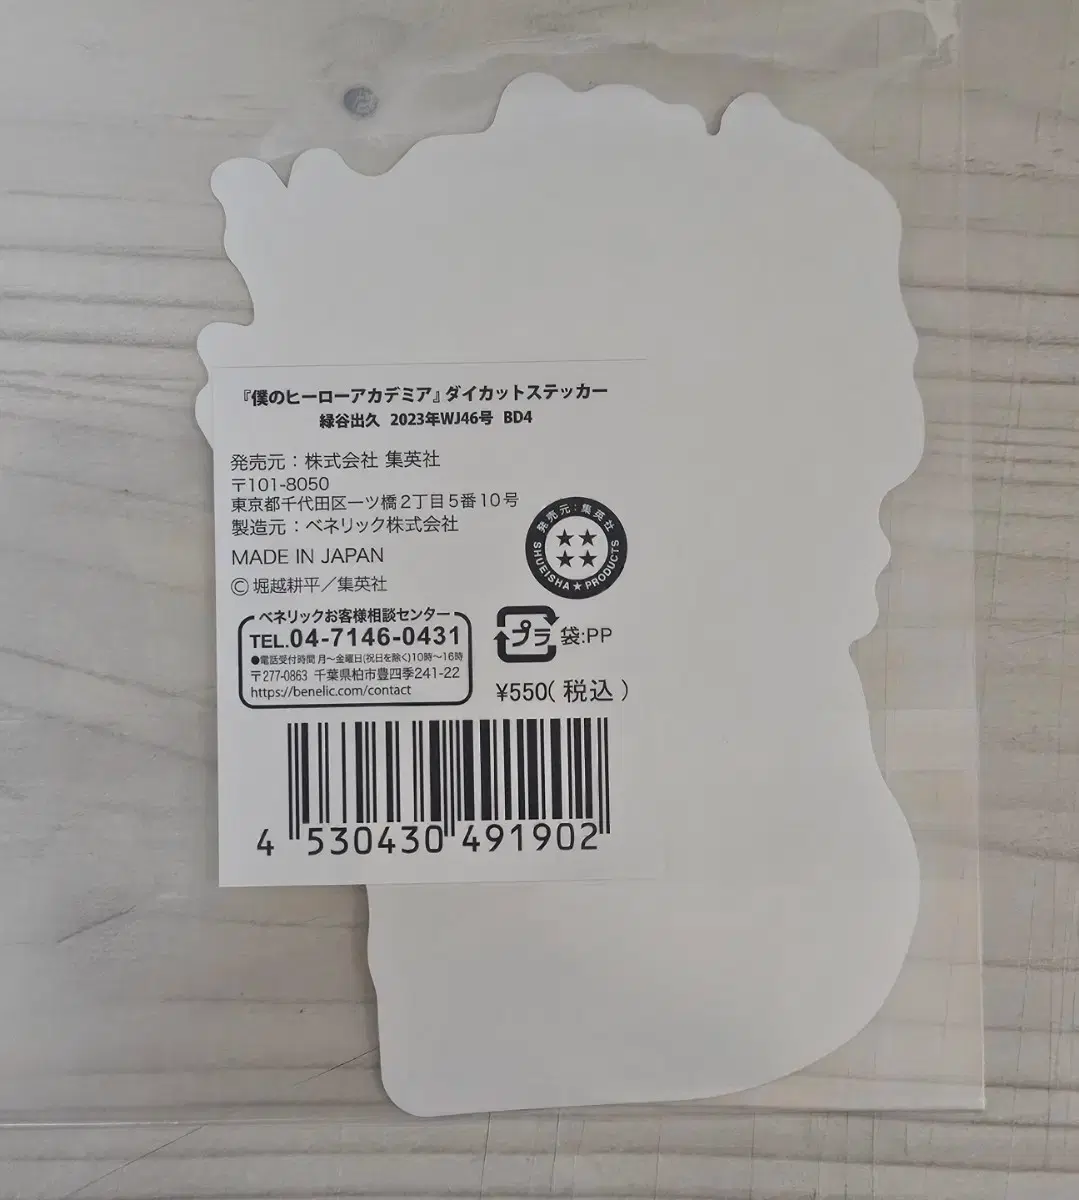 『僕のヒーローアカデミア』ダイカットステッカー
緑谷出久 2023年WJ46号 BD4
発売元：株式会社 集英社
〒101-8050
東京都千代田区一ツ橋2丁目5番10号
製造元：ベネリック株式会社
MADE IN JAPAN
©堀越耕平／集英社
発売元：集英社
SHUEISHA★PRODUCTS
ベネリックお客様相談センター
TEL.04-7146-0431
●電話受付時間 月～金曜日(祝日を除く)10時～16時
〒277-0863 千葉県柏市豊四季241-22
https://benelic.com/contact
プラ 袋:PP
¥550(税込)
4 530430 491902